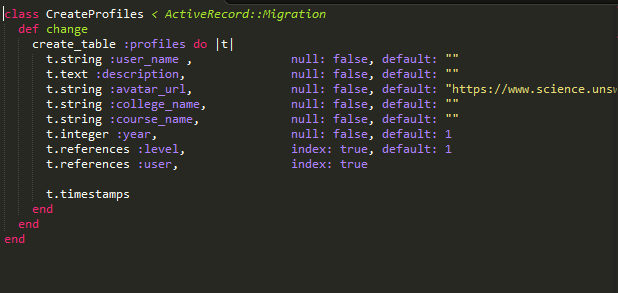 class CreateProfiles < ActiveRecord::Migration
  def change
    create_table :profiles do |t|
      t.string :user_name ,            null: false, default: ""
      t.text :description,             null: false, default: ""
      t.string :avatar_url,            null: false, default: "https://www.science.unsw
      t.string :college_name,          null: false, default: ""
      t.string :course_name,           null: false, default: ""
      t.integer :year,                 null: false, default: 1
      t.references :level,             index: true, default: 1
      t.references :user,              index: true
      t.timestamps
    end
  end
end